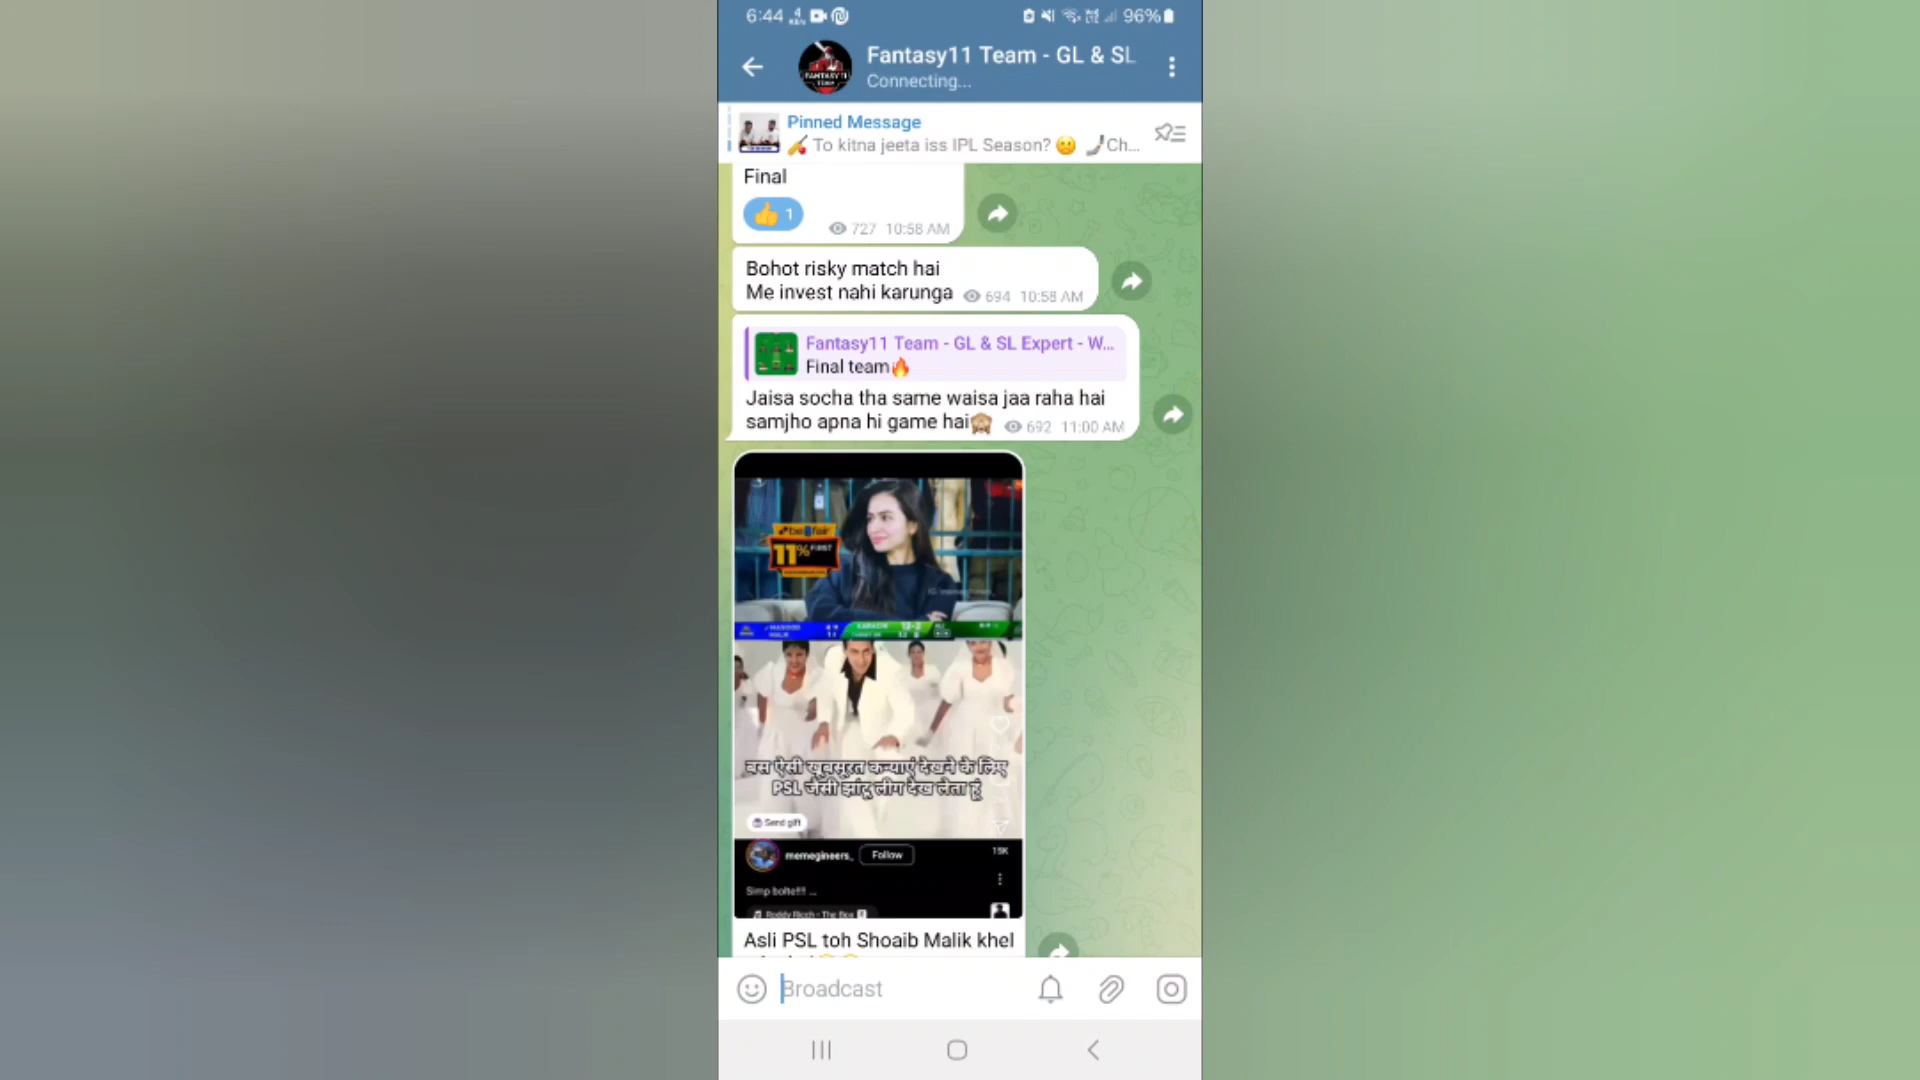 6:44
96%
Fantasy11 Team - GL & SL
Connecting...
Pinned Message
To kitna jeeta iss IPL Season? 🙁 🤳Ch...
Final
👍 1
727 10:58 AM
Bohot risky match hai
Me invest nahi karunga 694 10:58 AM
Fantasy11 Team - GL & SL Expert - W...
Final team🔥
Jaisa socha tha same waisa jaa raha hai
samjho apna hi game hai🙈 692 11:00 AM
11% FIRST
KARACHI
बस ऐसी खूबसूरत कन्याएं देखने के लिए
PSL जैसी झांटू लीग देख लेता हूं
Send gift
memegineers_ Follow
15K
Simp bolte!!!! ...
Roddy Ricch - The Box
Asli PSL toh Shoaib Malik khel
Broadcast